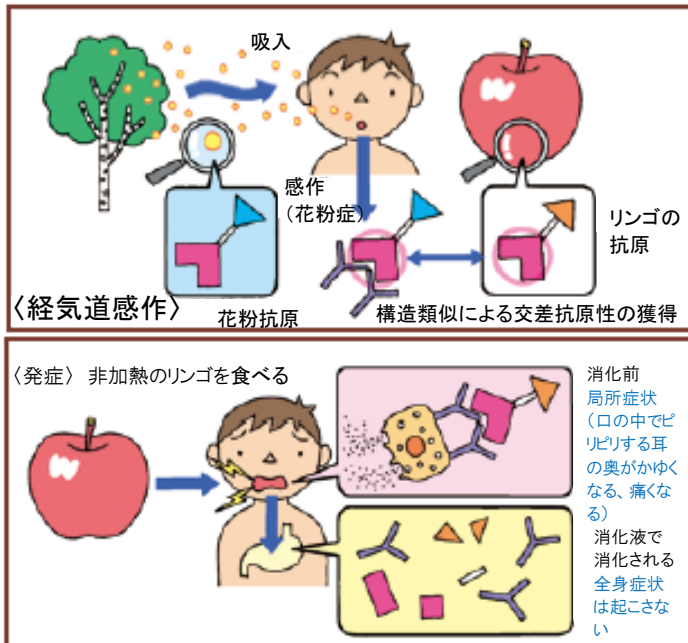 吸入
感作
（花粉症）
リンゴの
抗原
〈経気道感作〉
花粉抗原
構造類似による交差抗原性の獲得
〈発症〉 非加熱のリンゴを食べる
消化前
局所症状
（口の中でピ
リピリする耳
の奥がかゆく
なる、痛くな
る）
消化液で
消化される
全身症状
は起こさな
い